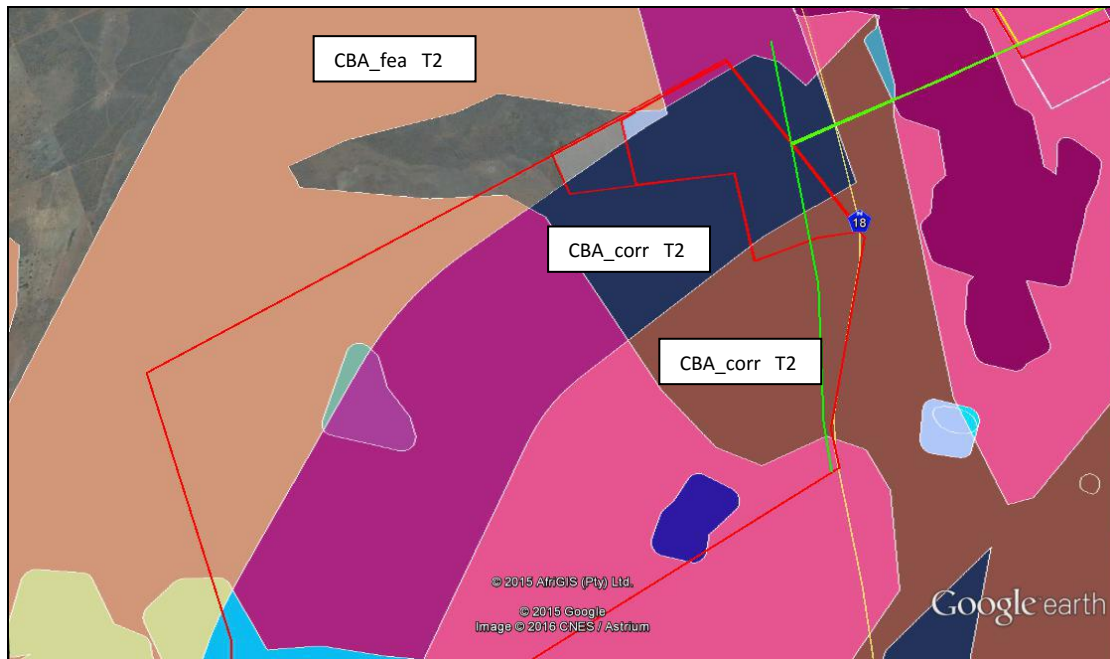 CBA_fea T2
N
18
CBA_corr T2
CBA_corr T2
© 2015 AfriGIS (Pty) Ltd.
© 2015 Google
Image © 2016 CNES / Astrium
Google earth